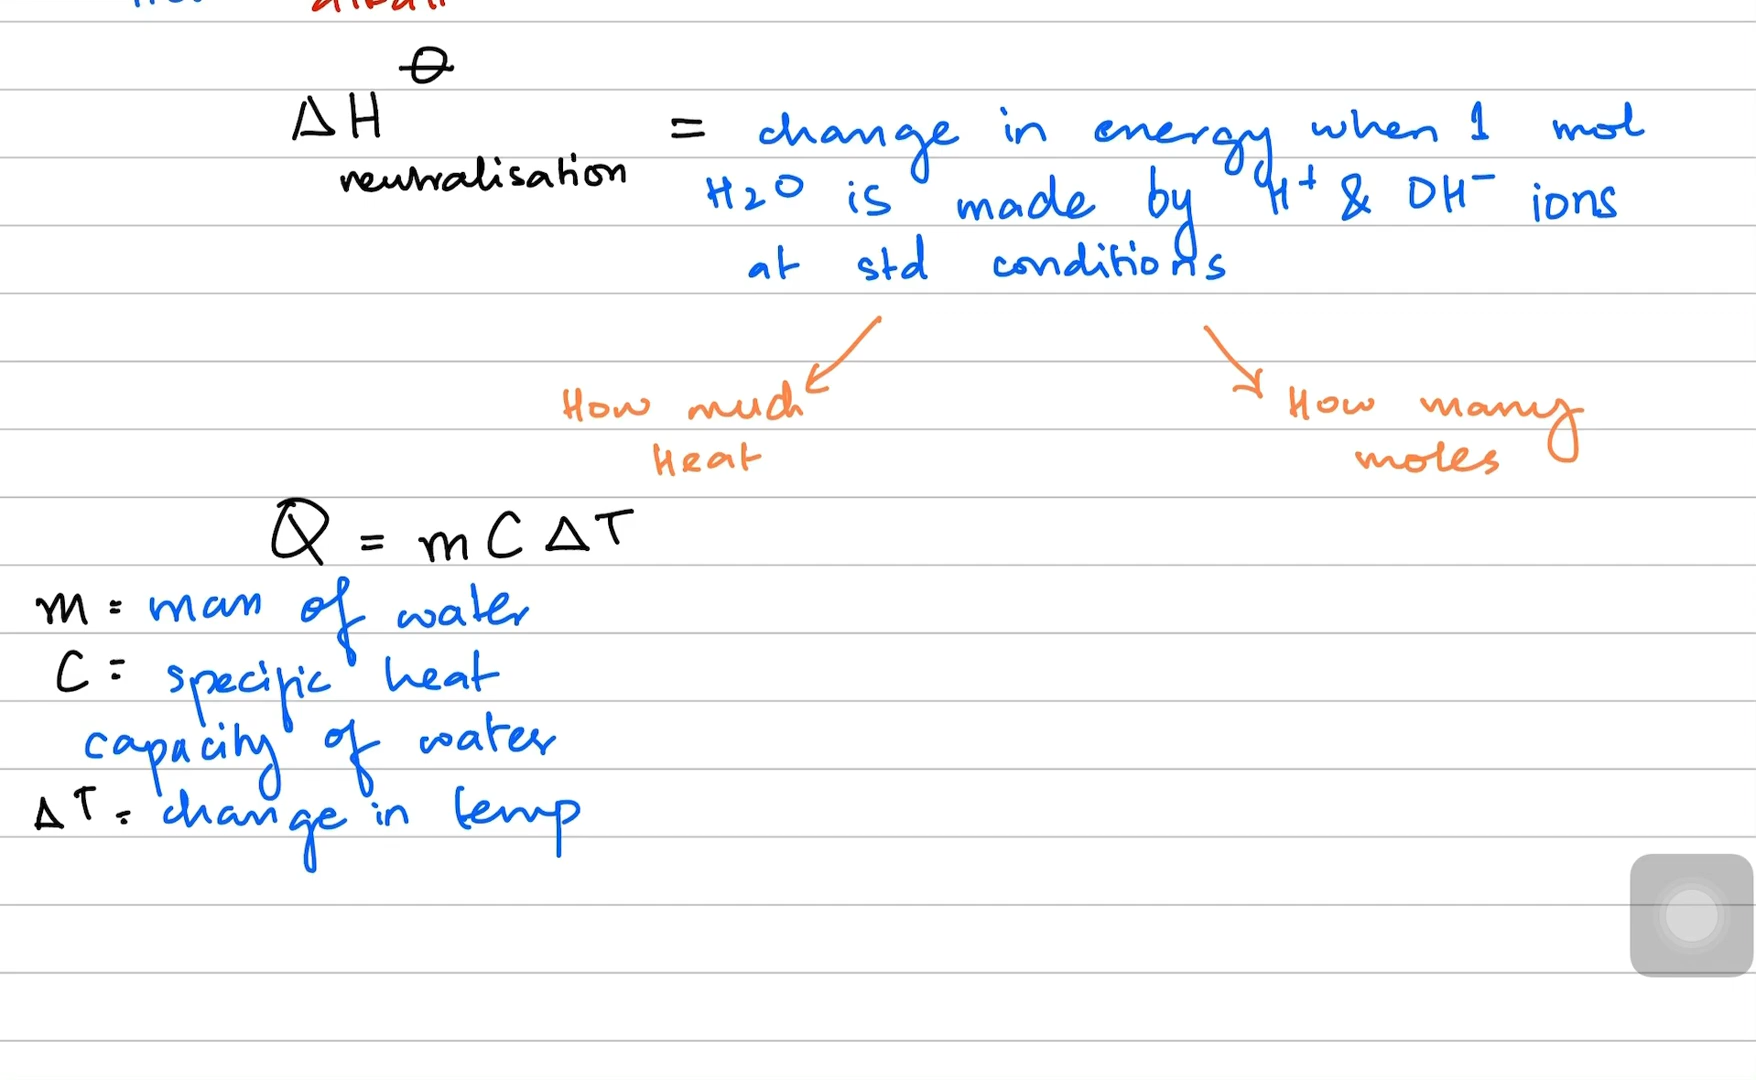 ΔH⊖ neutralisation = change in energy when 1 mol
H2O is made by H+ & OH− ions
at std conditions
How much Heat
How many moles
Q = mCΔT
m = mass of water
C = specific heat
capacity of water
ΔT = change in temp